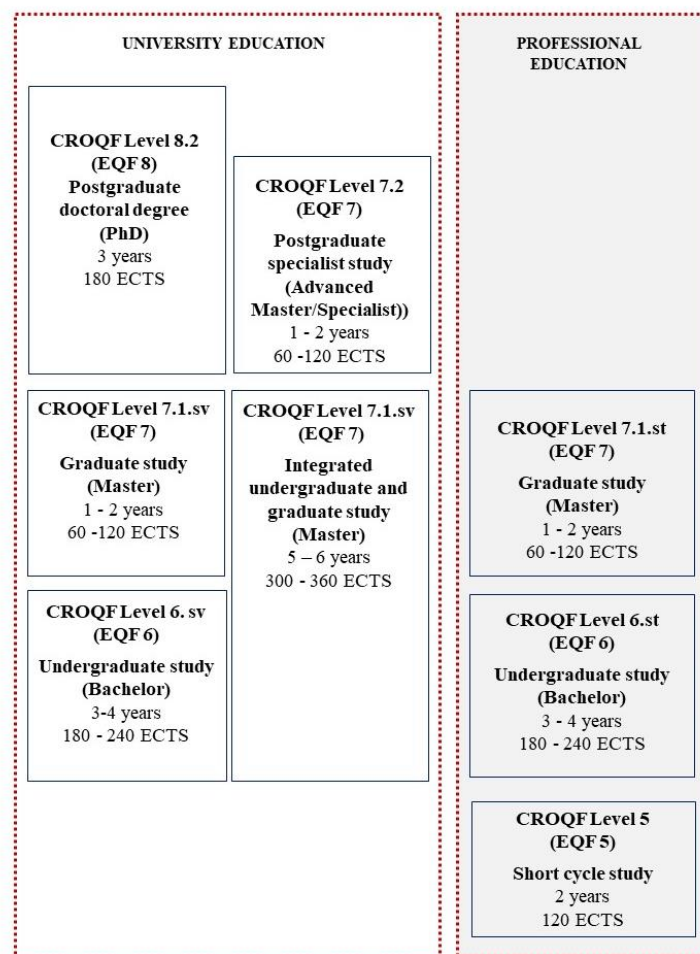 UNIVERSITY EDUCATION
CROQF Level 8.2
(EQF 8)
Postgraduate
doctoral degree
(PhD)
3 years
180 ECTS
CROQF Level 7.2
(EQF 7)
Postgraduate
specialist study
(Advanced
Master/Specialist))
1 - 2 years
60 -120 ECTS
CROQF Level 7.1.sv
(EQF 7)
Graduate study
(Master)
1 - 2 years
60 -120 ECTS
CROQF Level 7.1.sv
(EQF 7)
Integrated
undergraduate and
graduate study
(Master)
5 – 6 years
300 - 360 ECTS
CROQF Level 6. sv
(EQF 6)
Undergraduate study
(Bachelor)
3-4 years
180 - 240 ECTS
PROFESSIONAL
EDUCATION
CROQF Level 7.1.st
(EQF 7)
Graduate study
(Master)
1 - 2 years
60 -120 ECTS
CROQF Level 6.st
(EQF 6)
Undergraduate study
(Bachelor)
3 - 4 years
180 - 240 ECTS
CROQF Level 5
(EQF 5)
Short cycle study
2 years
120 ECTS